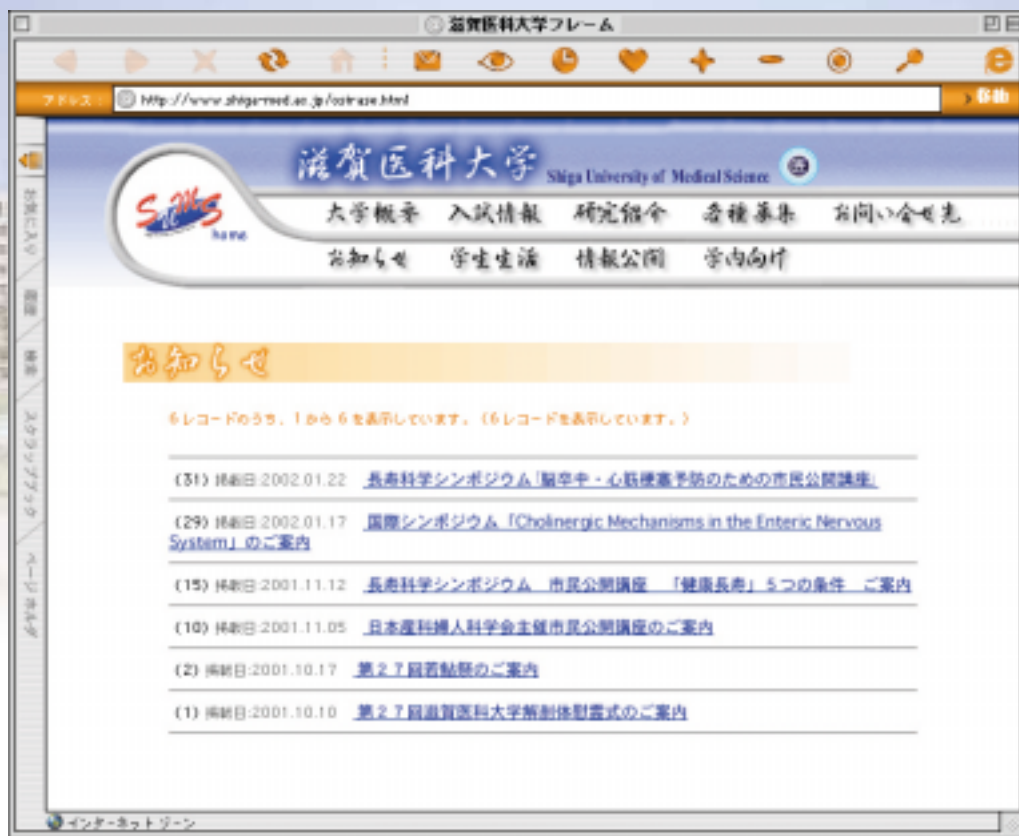 滋賀医科大学フレーム
アドレス： http://www.shiga-med.ac.jp/osirase.html 移動
滋賀医科大学 Shiga University of Medical Science
SUMS home
大学概要 入試情報 研究紹介 各種募集 お問い合せ先
お知らせ 学生生活 情報公開 学内向け
お気に入り
履歴
検索
スクラップブック
ページ ホルダ
お知らせ
6レコードのうち、1から6を表示しています。（6レコードを表示しています。）
(31) 掲載日:2002.01.22 長寿科学シンポジウム「脳卒中・心筋梗塞予防のための市民公開講座」
(29) 掲載日:2002.01.17 国際シンポジウム「Cholinergic Mechanisms in the Enteric Nervous
System」のご案内
(15) 掲載日:2001.11.12 長寿科学シンポジウム 市民公開講座 「健康長寿」５つの条件 ご案内
(10) 掲載日:2001.11.05 日本産科婦人科学会主催市民公開講座のご案内
(2) 掲載日:2001.10.17 第２７回若鮎祭のご案内
(1) 掲載日:2001.10.10 第２７回滋賀医科大学解剖体慰霊式のご案内
インターネット ゾーン